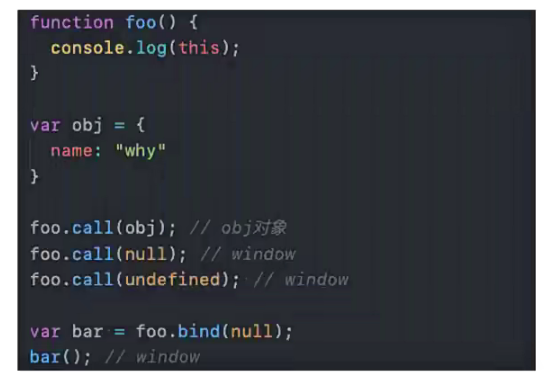 function foo() {
  console.log(this);
}
var obj = {
  name: "why"
}
foo.call(obj); // obj对象
foo.call(null); // window
foo.call(undefined); // window
var bar = foo.bind(null);
bar(); // window